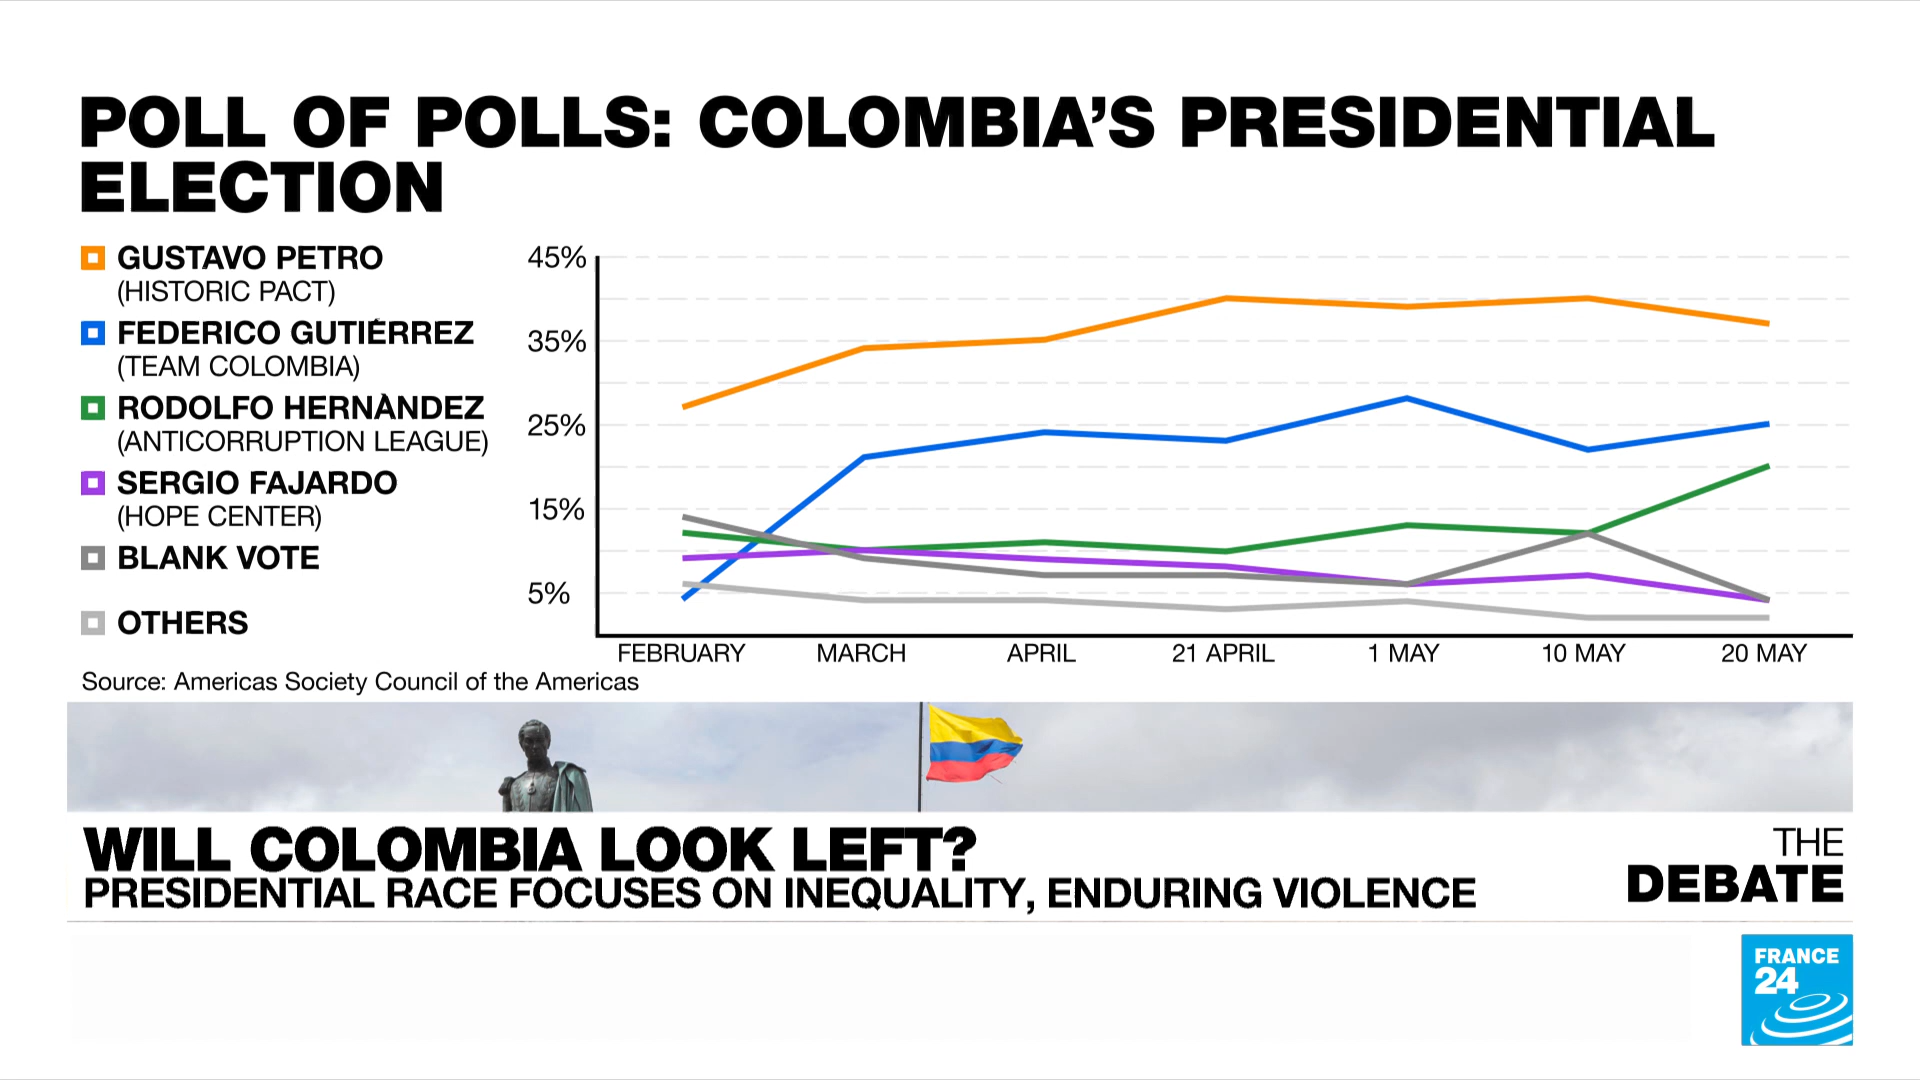 POLL OF POLLS: COLOMBIA'S PRESIDENTIAL
ELECTION
GUSTAVO PETRO
(HISTORIC PACT)
FEDERICO GUTIÉRREZ
(TEAM COLOMBIA)
RODOLFO HERNÀNDEZ
(ANTICORRUPTION LEAGUE)
SERGIO FAJARDO
(HOPE CENTER)
BLANK VOTE
OTHERS
45%
35%
25%
15%
5%
FEBRUARY MARCH APRIL 21 APRIL 1 MAY 10 MAY 20 MAY
Source: Americas Society Council of the Americas
WILL COLOMBIA LOOK LEFT?
PRESIDENTIAL RACE FOCUSES ON INEQUALITY, ENDURING VIOLENCE
THE
DEBATE
FRANCE
24